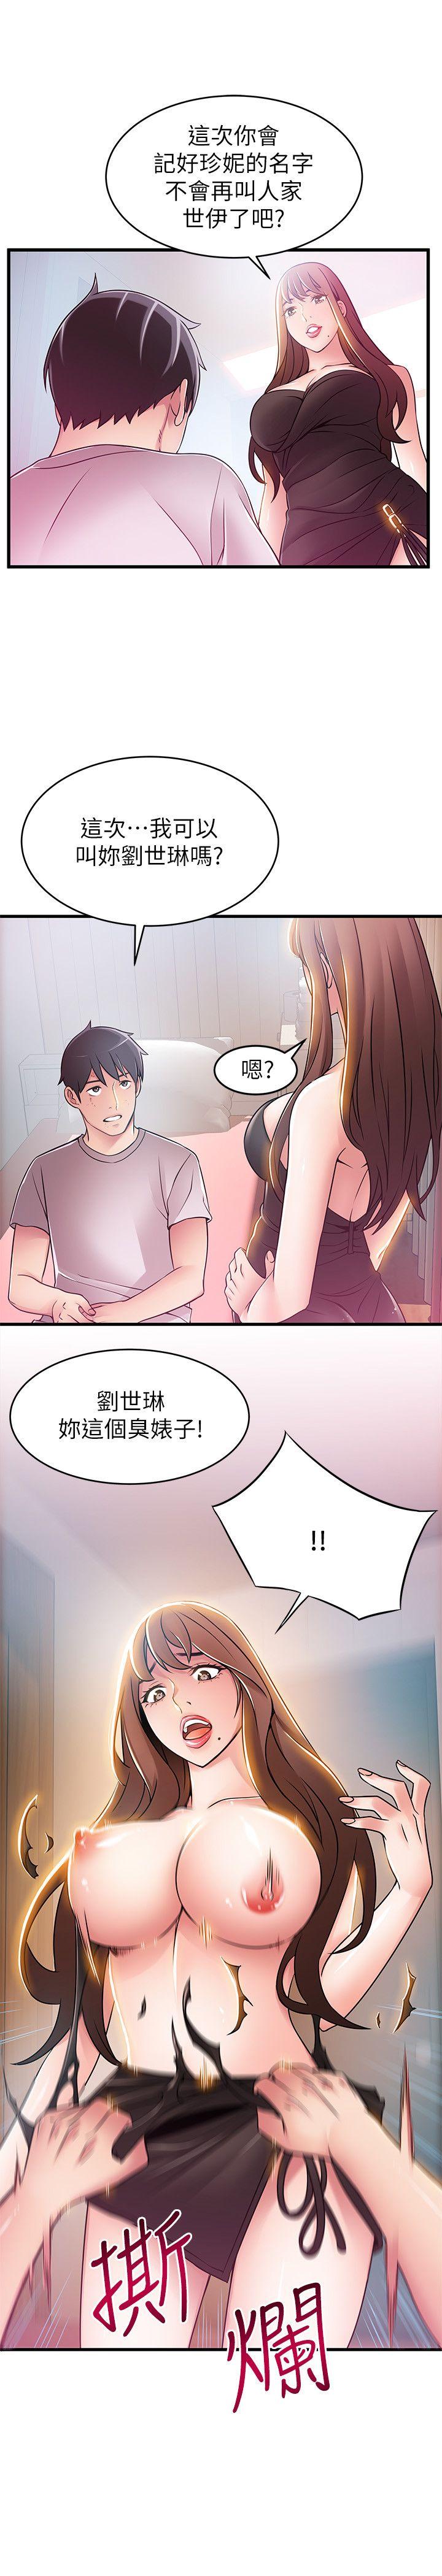 這次你會
記好珍妮的名字
不會再叫人家
世伊了吧?
這次…我可以
叫妳劉世琳嗎?
嗯?
劉世琳
妳這個臭婊子!
!!
撕
爛